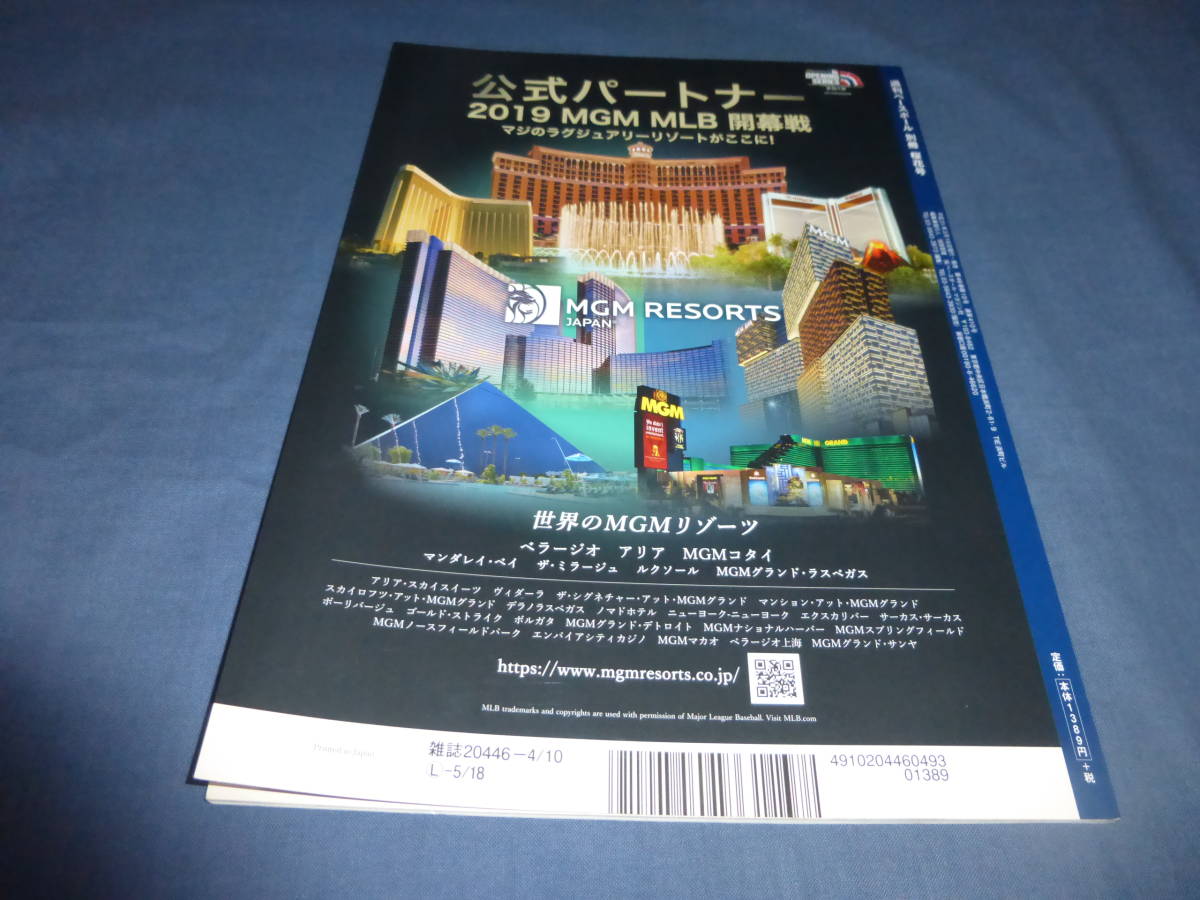 公式パートナー
2019 MGM MLB 開幕戦
マジのラグジュアリーリゾートがここに!
OPENING
SERIES
2019
MGM
MGM RESORTS
JAPAN
MGM
GRAND
世界のMGMリゾーツ
ベラージオ アリア MGMコタイ
マンダレイ・ベイ ザ・ミラージュ ルクソール MGMグランド・ラスベガス
アリア・スカイスイーツ ヴィダーラ ザ・シグネチャー・アット・MGMグランド マンション・アット・MGMグランド
スカイロフツ・アット・MGMグランド デラノラスベガス ノマドホテル ニューヨーク・ニューヨーク エクスカリバー サーカス・サーカス
ボーリバージュ ゴールド・ストライク ボルガタ MGMグランド・デトロイト MGMナショナルハーバー MGMスプリングフィールド
MGMノースフィールドパーク エンパイアシティカジノ MGMマカオ ベラージオ上海 MGMグランド・サンヤ
https://www.mgmresorts.co.jp/
MLB trademarks and copyrights are used with permission of Major League Baseball. Visit MLB.com
Printed in Japan
雑誌20446-4/10
L-5/18
4910204460493
01389
週刊ベースボール 別冊 桜花号
定価:本体1389円+税